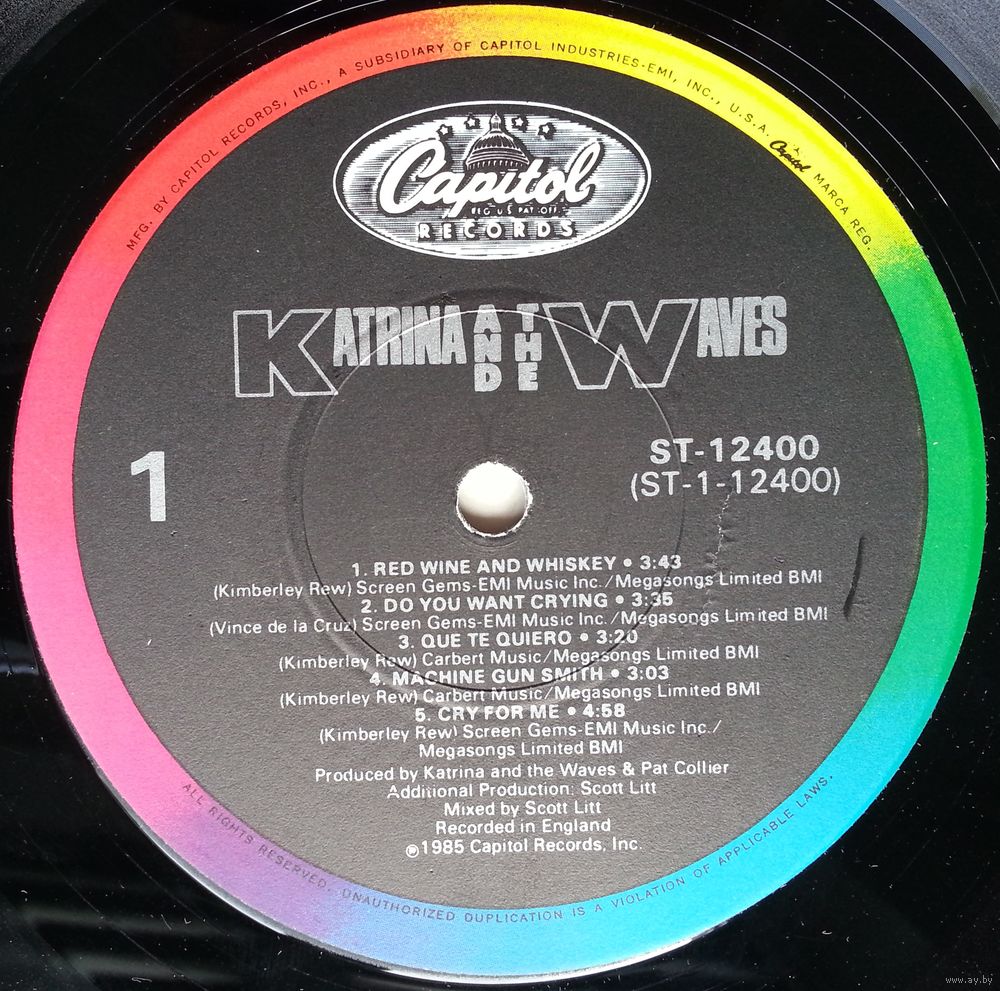 MFG. BY CAPITOL RECORDS, INC., A SUBSIDIARY OF CAPITOL INDUSTRIES-EMI, INC., U.S.A. Capitol MARCA REG.
Capitol
REG U S PAT OFF
RECORDS
KATRINA AND THE WAVES
1
ST-12400
(ST-1-12400)
1. RED WINE AND WHISKEY • 3:43
(Kimberley Rew) Screen Gems-EMI Music Inc./Megasongs Limited BMI
2. DO YOU WANT CRYING • 3:35
(Vince de la Cruz) Screen Gems-EMI Music Inc./Megasongs Limited BMI
3. QUE TE QUIERO • 3:20
(Kimberley Rew) Carbert Music/Megasongs Limited BMI
4. MACHINE GUN SMITH • 3:03
(Kimberley Rew) Carbert Music/Megasongs Limited BMI
5. CRY FOR ME • 4:58
(Kimberley Rew) Screen Gems-EMI Music Inc./
Megasongs Limited BMI
Produced by Katrina and the Waves & Pat Collier
Additional Production: Scott Litt
Mixed by Scott Litt
Recorded in England
℗1985 Capitol Records, Inc.
ALL RIGHTS RESERVED. UNAUTHORIZED DUPLICATION IS A VIOLATION OF APPLICABLE LAWS.
www.ay.by